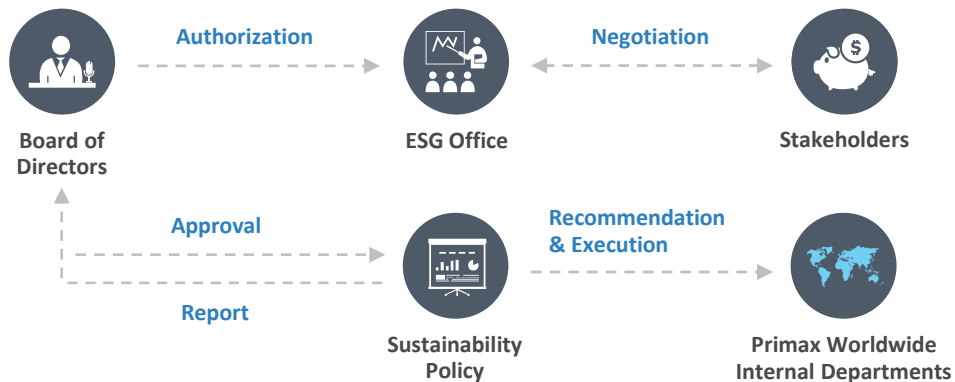 Authorization
Negotiation
$
Board of
Directors
ESG Office
Stakeholders
Approval
Recommendation
& Execution
Report
Sustainability
Policy
Primax Worldwide
Internal Departments